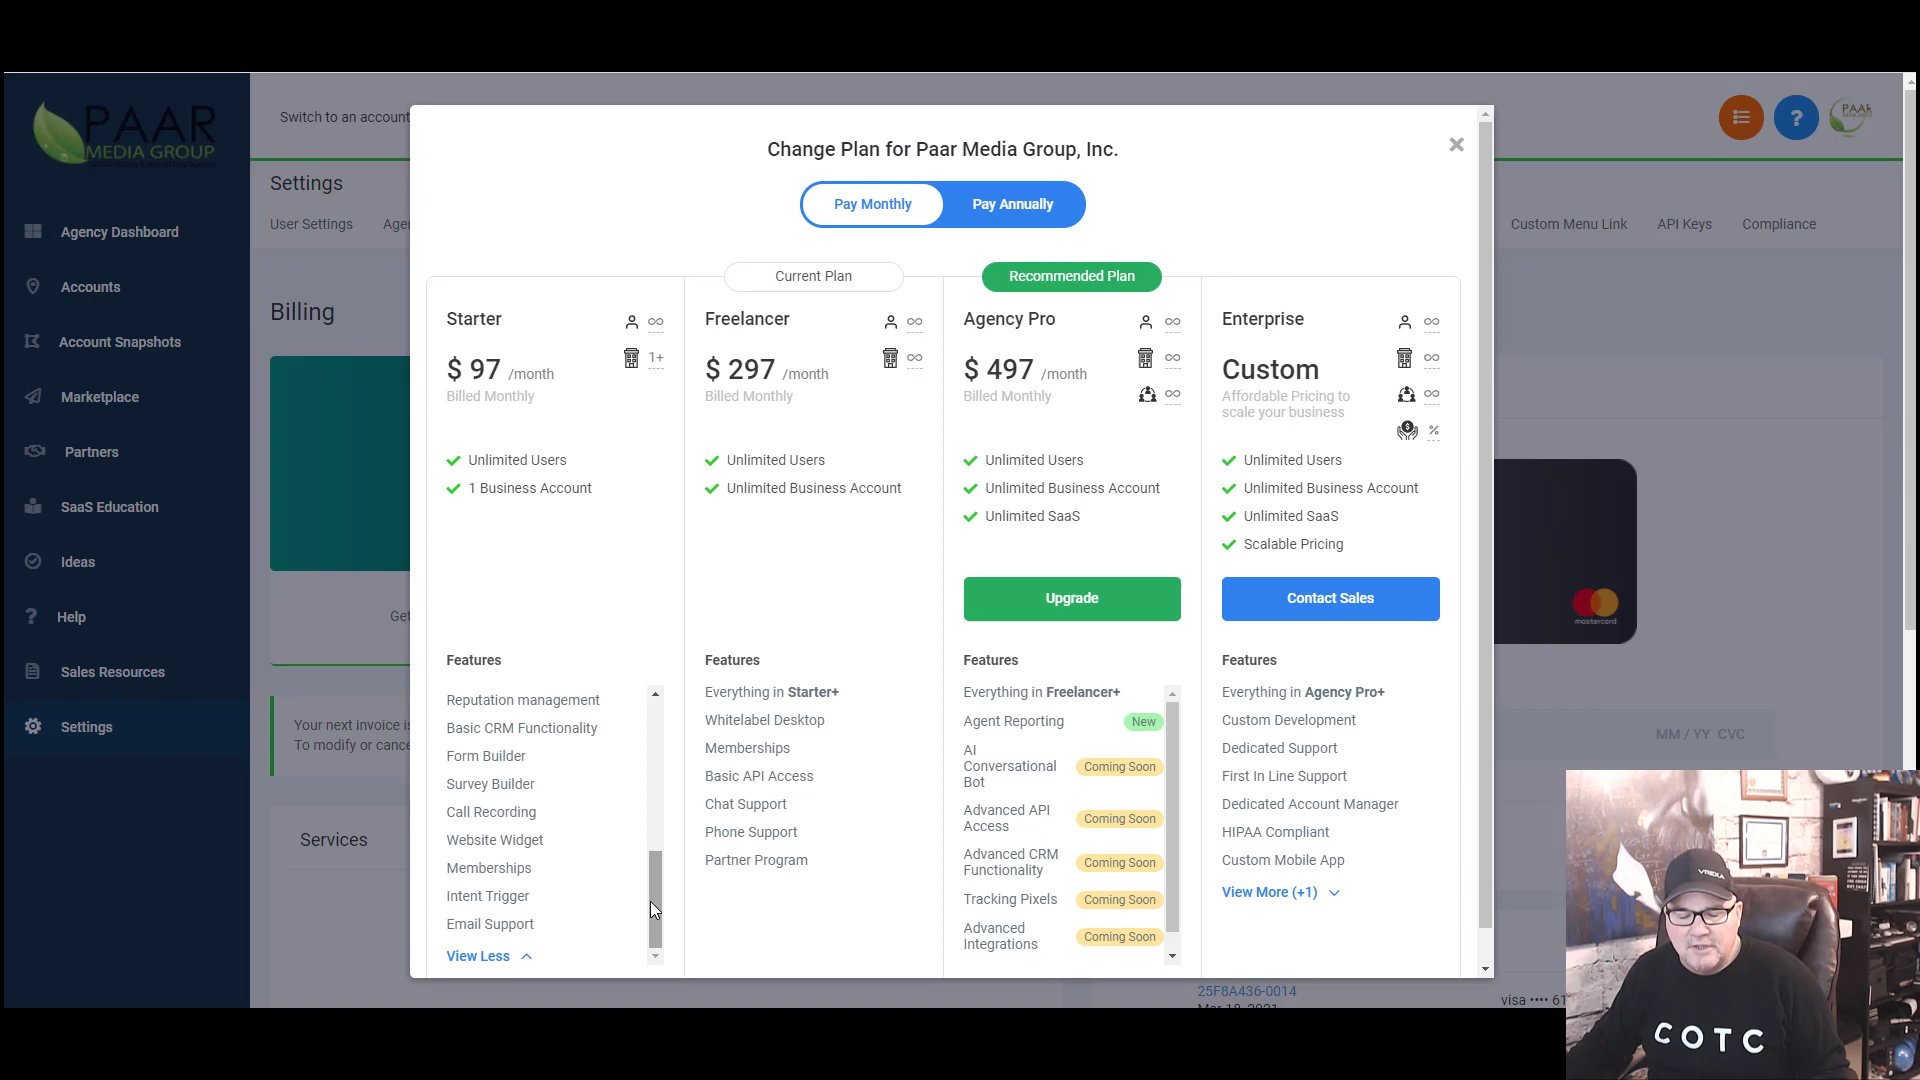 PAAR
MEDIA GROUP
Switch to an account
Settings
User Settings
Custom Menu Link
API Keys
Compliance
Agency Dashboard
Accounts
Account Snapshots
Marketplace
Partners
SaaS Education
Ideas
Help
Sales Resources
Settings
Billing
Services
Change Plan for Paar Media Group, Inc.
Pay Monthly
Pay Annually
Current Plan
Recommended Plan
Starter
∞
$ 97 /month
1+
Billed Monthly
Unlimited Users
1 Business Account
Features
Reputation management
Basic CRM Functionality
Form Builder
Survey Builder
Call Recording
Website Widget
Memberships
Intent Trigger
Email Support
View Less
Freelancer
∞
$ 297 /month
∞
Billed Monthly
Unlimited Users
Unlimited Business Account
Features
Everything in Starter+
Whitelabel Desktop
Memberships
Basic API Access
Chat Support
Phone Support
Partner Program
Agency Pro
∞
$ 497 /month
∞
Billed Monthly
∞
Unlimited Users
Unlimited Business Account
Unlimited SaaS
Upgrade
Features
Everything in Freelancer+
Agent Reporting New
AI
Conversational Coming Soon
Bot
Advanced API
Access Coming Soon
Advanced CRM
Functionality Coming Soon
Tracking Pixels Coming Soon
Advanced
Integrations Coming Soon
Enterprise
∞
Custom
∞
Affordable Pricing to
scale your business
∞
%
Unlimited Users
Unlimited Business Account
Unlimited SaaS
Scalable Pricing
Contact Sales
Features
Everything in Agency Pro+
Custom Development
Dedicated Support
First In Line Support
Dedicated Account Manager
HIPAA Compliant
Custom Mobile App
View More (+1)
?
PAAR
mastercard
MM / YY CVC
Your next invoice is
To modify or
25F8A436-0014
visa •••• 61
VREXA
COTC